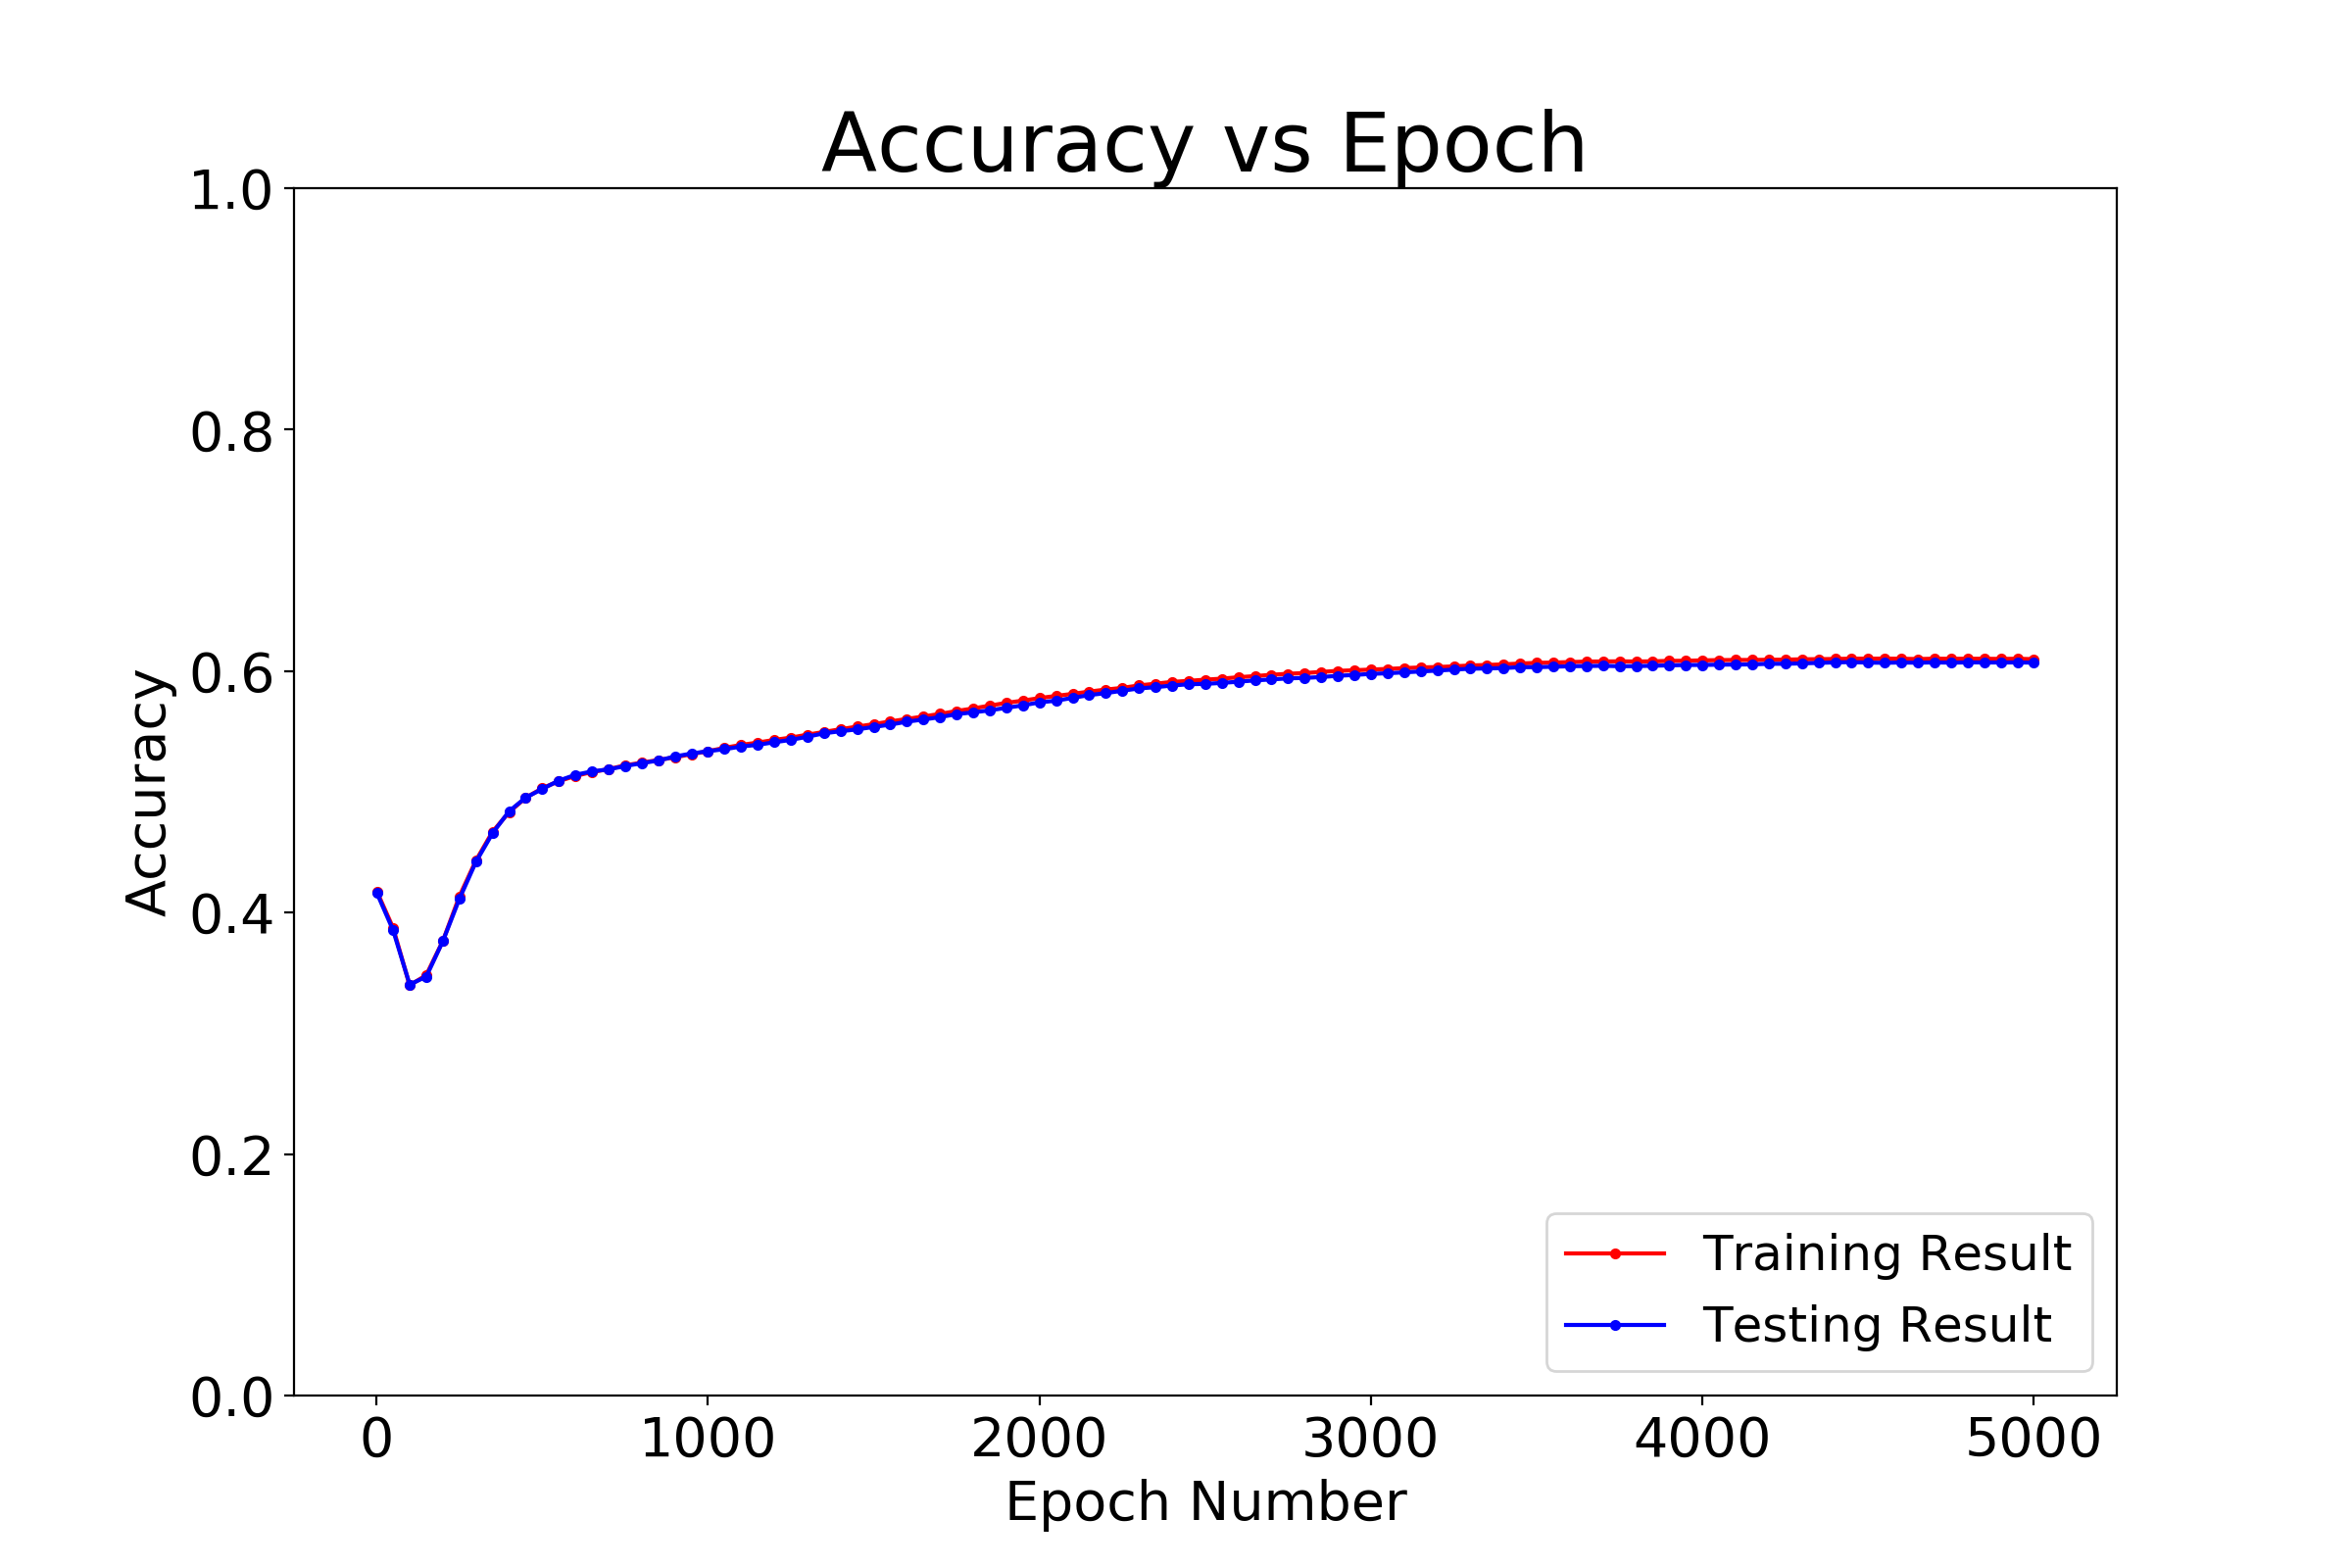 Accuracy vs Epoch
1.0
0.8
0.6
0.4
0.2
0.0
Accuracy
0 1000 2000 3000 4000 5000
Epoch Number
Training Result
Testing Result